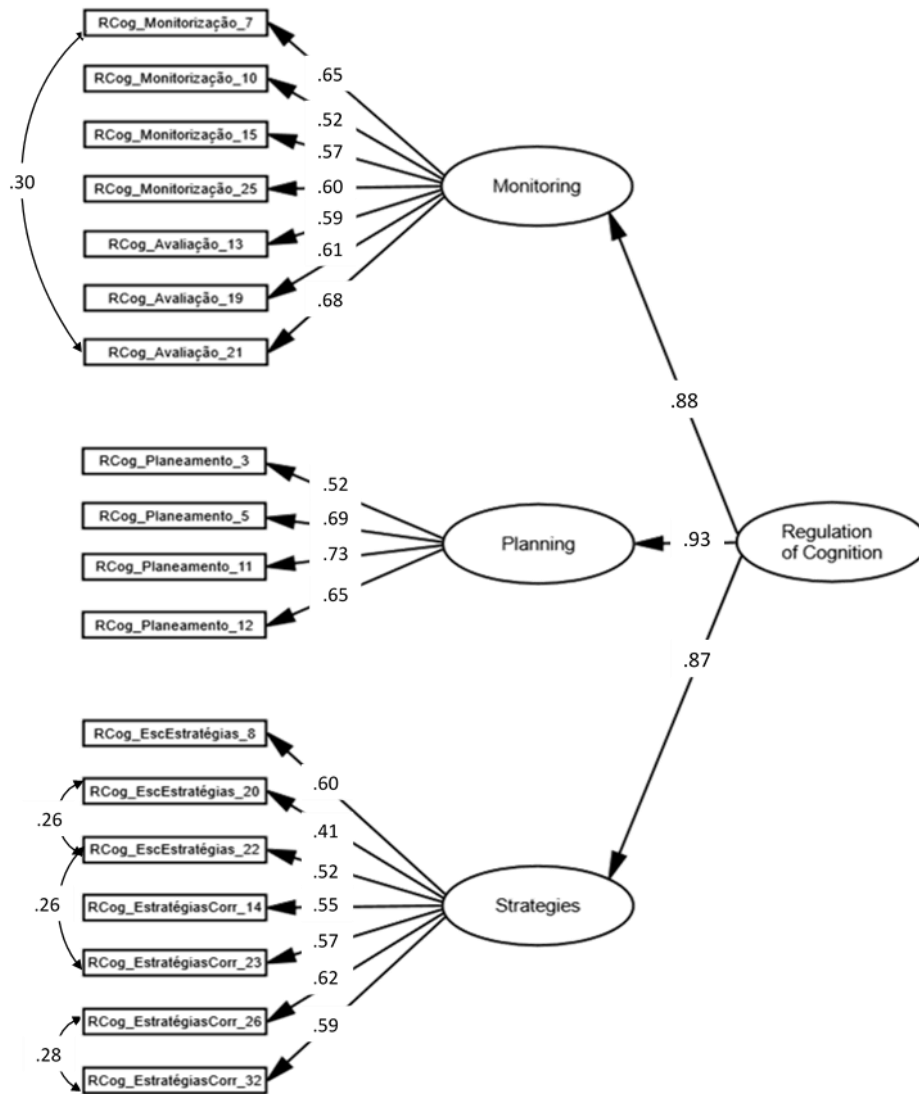 RCog_Monitorização_7
.65
RCog_Monitorização_10
.52
RCog_Monitorização_15
.57
RCog_Monitorização_25
.60
RCog_Avaliação_13
.59
RCog_Avaliação_19
.61
RCog_Avaliação_21
.68
.30
Monitoring
.88
RCog_Planeamento_3
.52
RCog_Planeamento_5
.69
RCog_Planeamento_11
.73
RCog_Planeamento_12
.65
Planning
.93
Regulation
of Cognition
.87
RCog_EscEstratégias_8
.60
RCog_EscEstratégias_20
.41
.26
RCog_EscEstratégias_22
.52
RCog_EstratégiasCorr_14
.55
.26
RCog_EstratégiasCorr_23
.57
RCog_EstratégiasCorr_26
.62
.28
RCog_EstratégiasCorr_32
.59
Strategies